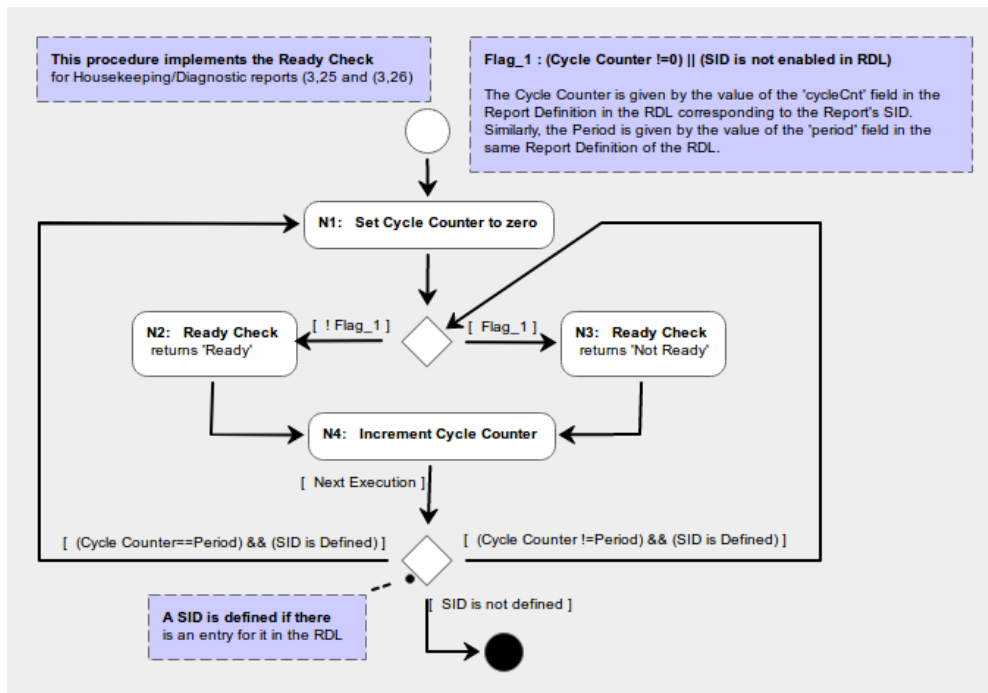 This procedure implements the Ready Check
for Housekeeping/Diagnostic reports (3,25 and (3,26)
Flag_1 : (Cycle Counter !=0) || (SID is not enabled in RDL)
The Cycle Counter is given by the value of the 'cycleCnt' field in the
Report Definition in the RDL corresponding to the Report's SID.
Similarly, the Period is given by the value of the 'period' field in the
same Report Definition of the RDL.
N1: Set Cycle Counter to zero
[ ! Flag_1 ]
[ Flag_1 ]
N2: Ready Check
returns 'Ready'
N3: Ready Check
returns 'Not Ready'
N4: Increment Cycle Counter
[ Next Execution ]
[ (Cycle Counter==Period) && (SID is Defined) ]
[ (Cycle Counter !=Period) && (SID is Defined) ]
A SID is defined if there
is an entry for it in the RDL
[ SID is not defined ]